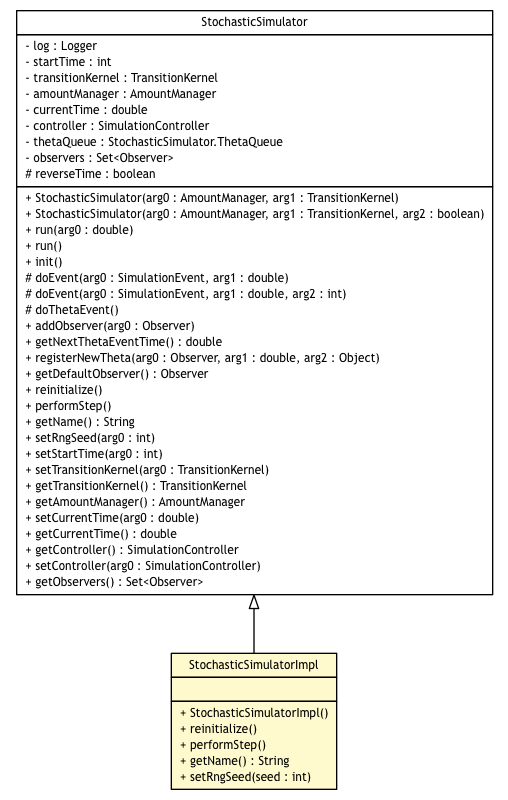 StochasticSimulator
- log : Logger
- startTime : int
- transitionKernel : TransitionKernel
- amountManager : AmountManager
- currentTime : double
- controller : SimulationController
- thetaQueue : StochasticSimulator.ThetaQueue
- observers : Set<Observer>
# reverseTime : boolean
+ StochasticSimulator(arg0 : AmountManager, arg1 : TransitionKernel)
+ StochasticSimulator(arg0 : AmountManager, arg1 : TransitionKernel, arg2 : boolean)
+ run(arg0 : double)
+ run()
+ init()
# doEvent(arg0 : SimulationEvent, arg1 : double)
# doEvent(arg0 : SimulationEvent, arg1 : double, arg2 : int)
# doThetaEvent()
+ addObserver(arg0 : Observer)
+ getNextThetaEventTime() : double
+ registerNewTheta(arg0 : Observer, arg1 : double, arg2 : Object)
+ getDefaultObserver() : Observer
+ reinitialize()
+ performStep()
+ getName() : String
+ setRngSeed(arg0 : int)
+ setStartTime(arg0 : int)
+ setTransitionKernel(arg0 : TransitionKernel)
+ getTransitionKernel() : TransitionKernel
+ getAmountManager() : AmountManager
+ setCurrentTime(arg0 : double)
+ getCurrentTime() : double
+ getController() : SimulationController
+ setController(arg0 : SimulationController)
+ getObservers() : Set<Observer>
StochasticSimulatorImpl
+ StochasticSimulatorImpl()
+ reinitialize()
+ performStep()
+ getName() : String
+ setRngSeed(seed : int)